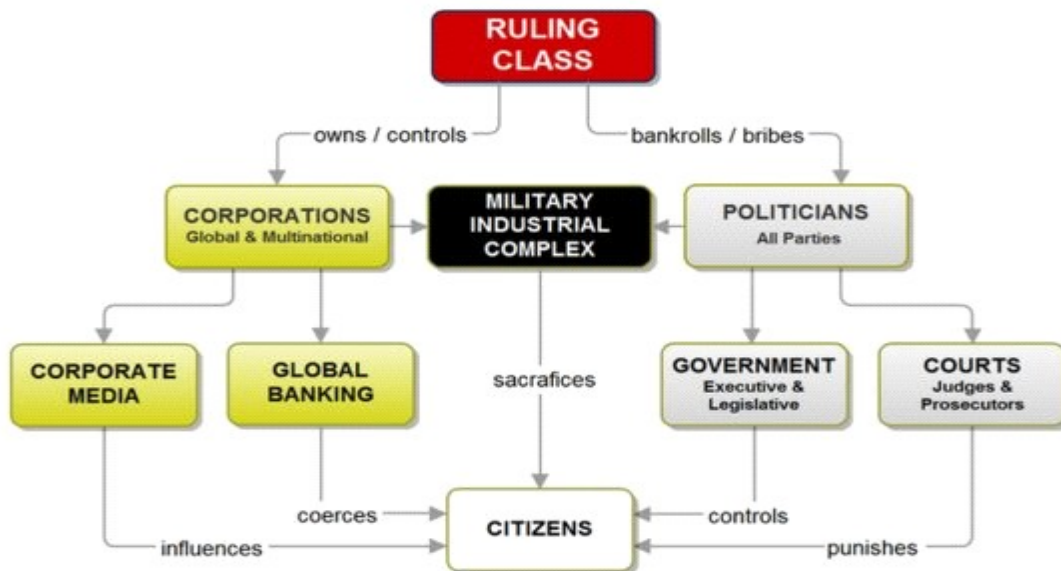 RULING
CLASS
owns / controls
bankrolls / bribes
CORPORATIONS
Global & Multinational
MILITARY
INDUSTRIAL
COMPLEX
POLITICIANS
All Parties
CORPORATE
MEDIA
GLOBAL
BANKING
sacrafices
GOVERNMENT
Executive &
Legislative
COURTS
Judges &
Prosecutors
coerces
CITIZENS
controls
influences
punishes